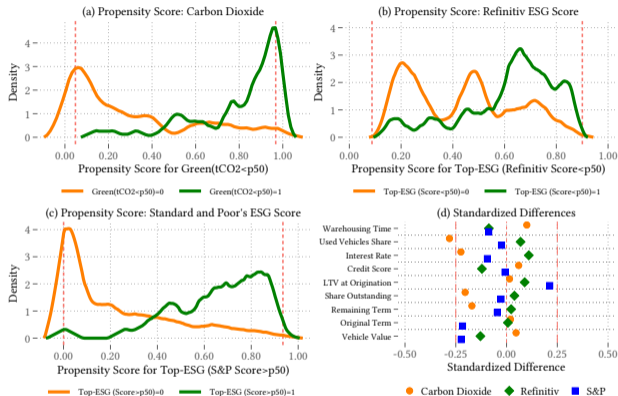 (a) Propensity Score: Carbon Dioxide
Density
4
3
2
1
0
0.00 0.20 0.40 0.60 0.80 1.00
Propensity Score for Green(tCO2<p50)
Green(tCO2<p50)=0 Green(tCO2<p50)=1
(b) Propensity Score: Refinitiv ESG Score
Density
4
3
2
1
0
0.00 0.20 0.40 0.60 0.80 1.00
Propensity Score for Top-ESG (Refinitiv Score<p50)
Top-ESG (Score<p50)=0 Top-ESG (Score<p50)=1
(c) Propensity Score: Standard and Poor's ESG Score
Density
4
3
2
1
0
0.00 0.20 0.40 0.60 0.80 1.00
Propensity Score for Top-ESG (S&P Score>p50)
Top-ESG (Score>p50)=0 Top-ESG (Score>p50)=1
(d) Standardized Differences
Warehousing Time
Used Vehicles Share
Interest Rate
Credit Score
LTV at Origination
Share Outstanding
Remaining Term
Original Term
Vehicle Value
-0.50 -0.25 0.00 0.25 0.50
Standardized Difference
Carbon Dioxide Refinitiv S&P